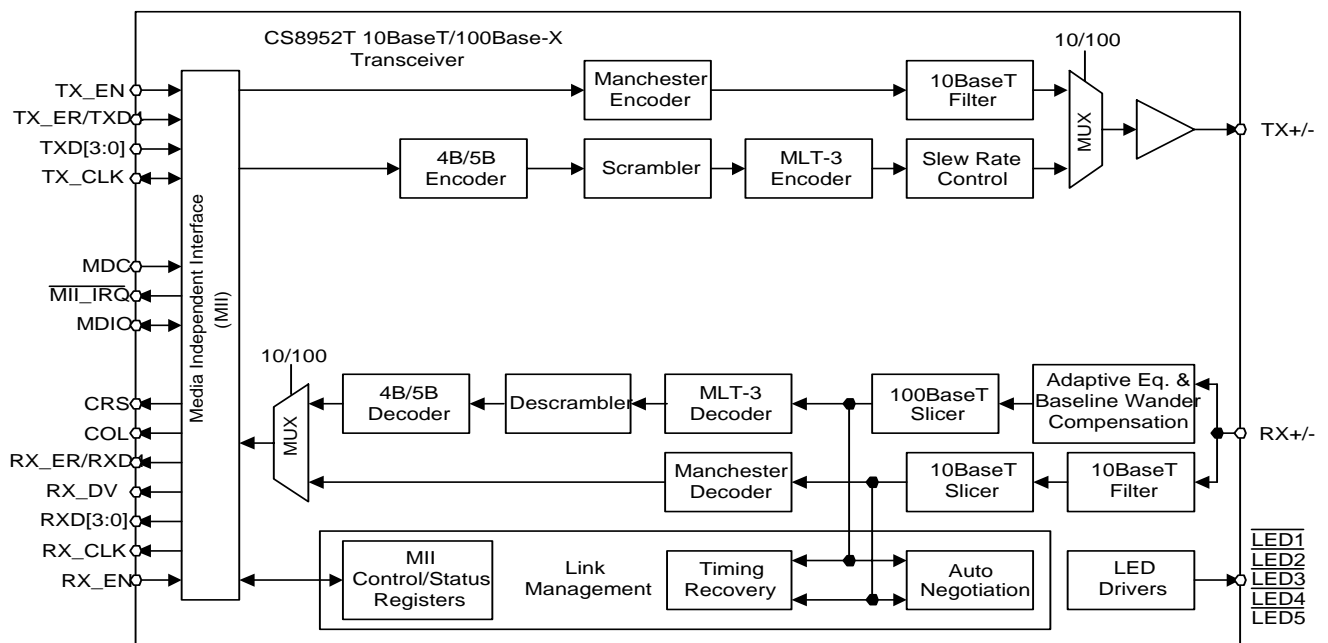 CS8952T 10BaseT/100Base-X
Transceiver
10/100
TX_EN
TX_ER/TXD4
TXD[3:0]
TX_CLK
MDC
MII_IRQ
MDIO
CRS
COL
RX_ER/RXD4
RX_DV
RXD[3:0]
RX_CLK
RX_EN
Media Independent Interface
(MII)
Manchester
Encoder
10BaseT
Filter
4B/5B
Encoder
Scrambler
MLT-3
Encoder
Slew Rate
Control
MUX
TX+/-
10/100
MUX
4B/5B
Decoder
Descrambler
MLT-3
Decoder
100BaseT
Slicer
Adaptive Eq. &
Baseline Wander
Compensation
RX+/-
Manchester
Decoder
10BaseT
Slicer
10BaseT
Filter
MII
Control/Status
Registers
Link
Management
Timing
Recovery
Auto
Negotiation
LED
Drivers
LED1
LED2
LED3
LED4
LED5